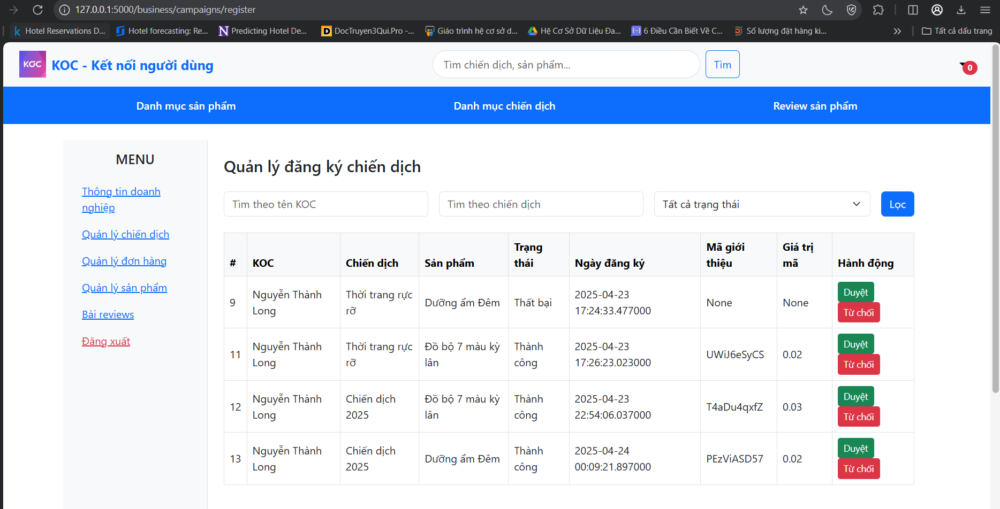 127.0.0.1:5000/business/campaigns/register
Hotel Reservations D...
Hotel forecasting: Re...
Predicting Hotel De...
DocTruyen3Qui.Pro -...
Giáo trình hệ cơ sở d...
Hệ Cơ Sở Dữ Liệu Đa...
6 Điều Cần Biết Về C...
Số lượng đặt hàng ki...
Tất cả dấu trang
KOC
KOC - Kết nối người dùng
Tìm chiến dịch, sản phẩm...
Tìm
0
Danh mục sản phẩm
Danh mục chiến dịch
Review sản phẩm
MENU
Thông tin doanh
nghiệp
Quản lý chiến dịch
Quản lý đơn hàng
Quản lý sản phẩm
Bài reviews
Đăng xuất
Quản lý đăng ký chiến dịch
Tìm theo tên KOC
Tìm theo chiến dịch
Tất cả trạng thái
Lọc
#
KOC
Chiến dịch
Sản phẩm
Trạng
thái
Ngày đăng ký
Mã giới
thiệu
Giá trị
mã
Hành động
9
Nguyễn Thành
Long
Thời trang rực
rỡ
Dưỡng ẩm Đêm
Thất bại
2025-04-23
17:24:33.477000
None
None
Duyệt
Từ chối
11
Nguyễn Thành
Long
Thời trang rực
rỡ
Đồ bộ 7 màu kỳ
lân
Thành
công
2025-04-23
17:26:23.023000
UWiJ6eSyCS
0.02
Duyệt
Từ chối
12
Nguyễn Thành
Long
Chiến dịch
2025
Đồ bộ 7 màu kỳ
lân
Thành
công
2025-04-23
22:54:06.037000
T4aDu4qxfZ
0.03
Duyệt
Từ chối
13
Nguyễn Thành
Long
Chiến dịch
2025
Dưỡng ẩm Đêm
Thành
công
2025-04-24
00:09:21.897000
PEzViASD57
0.02
Duyệt
Từ chối